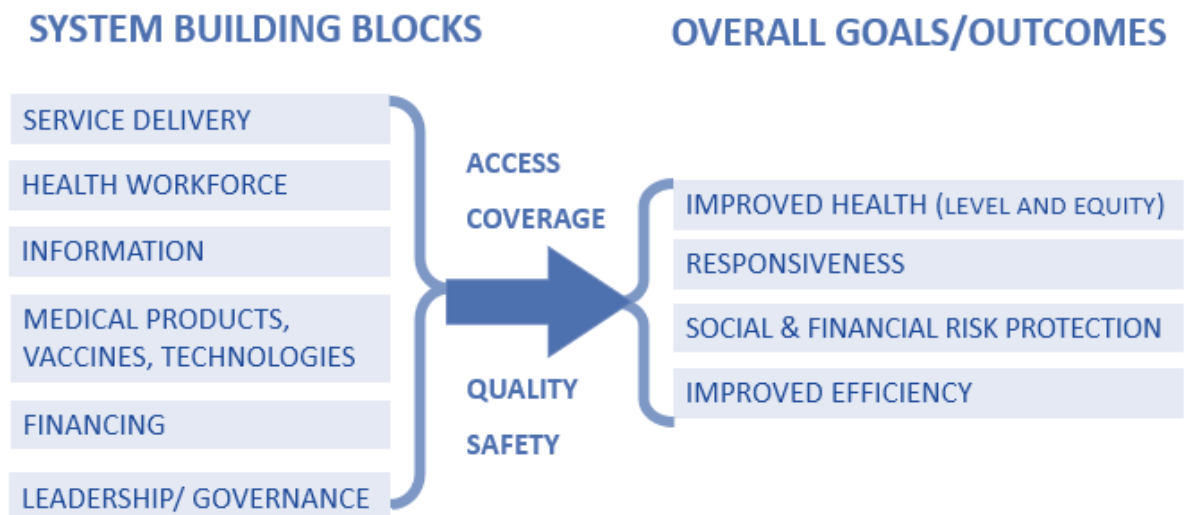 SYSTEM BUILDING BLOCKS
OVERALL GOALS/OUTCOMES
SERVICE DELIVERY
HEALTH WORKFORCE
INFORMATION
MEDICAL PRODUCTS,
VACCINES, TECHNOLOGIES
FINANCING
LEADERSHIP/ GOVERNANCE
ACCESS
COVERAGE
QUALITY
SAFETY
IMPROVED HEALTH (LEVEL AND EQUITY)
RESPONSIVENESS
SOCIAL & FINANCIAL RISK PROTECTION
IMPROVED EFFICIENCY